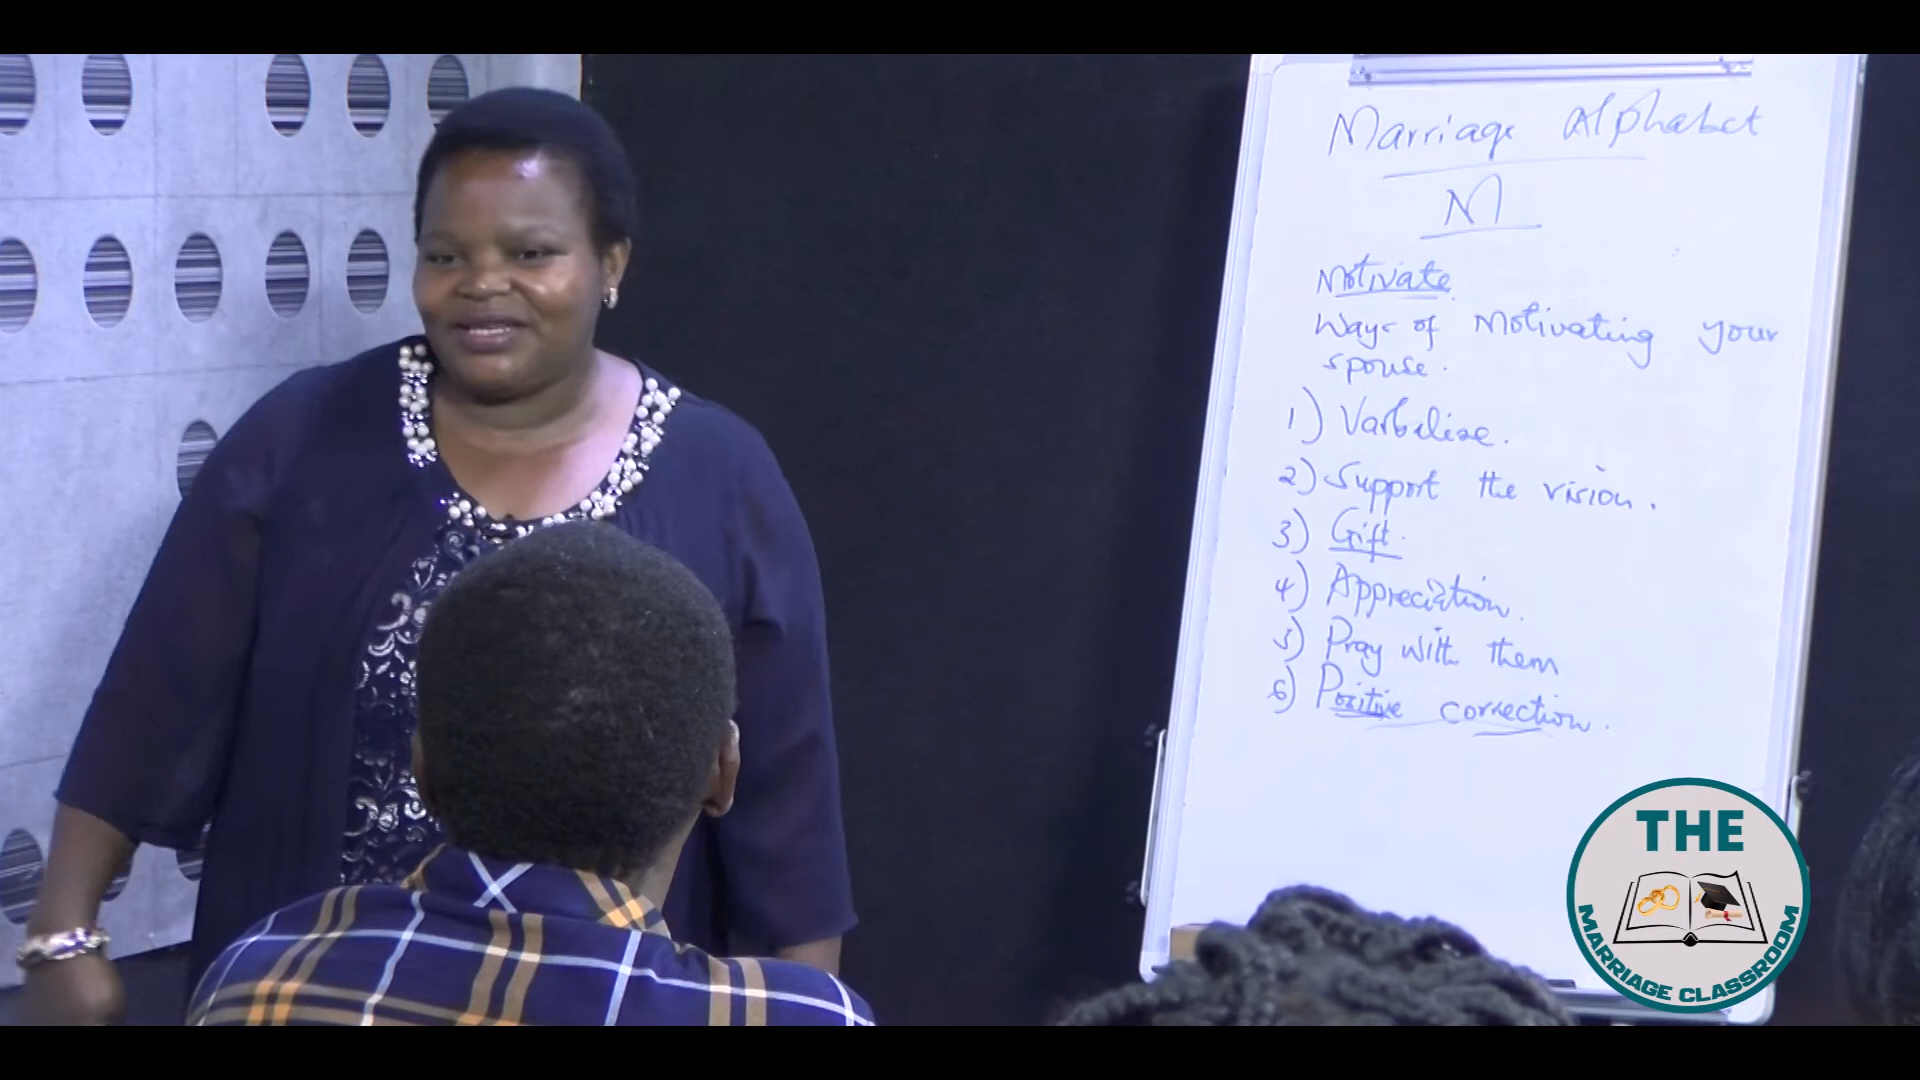 Marriage Alphabet
M
Motivate
Ways of Motivating your
spouse.
1) Varbalise.
2) Support the vision.
3) Gift.
4) Appreciation.
5) Pray with them
6) Positive correction.
THE
MARRIAGE CLASSROOM